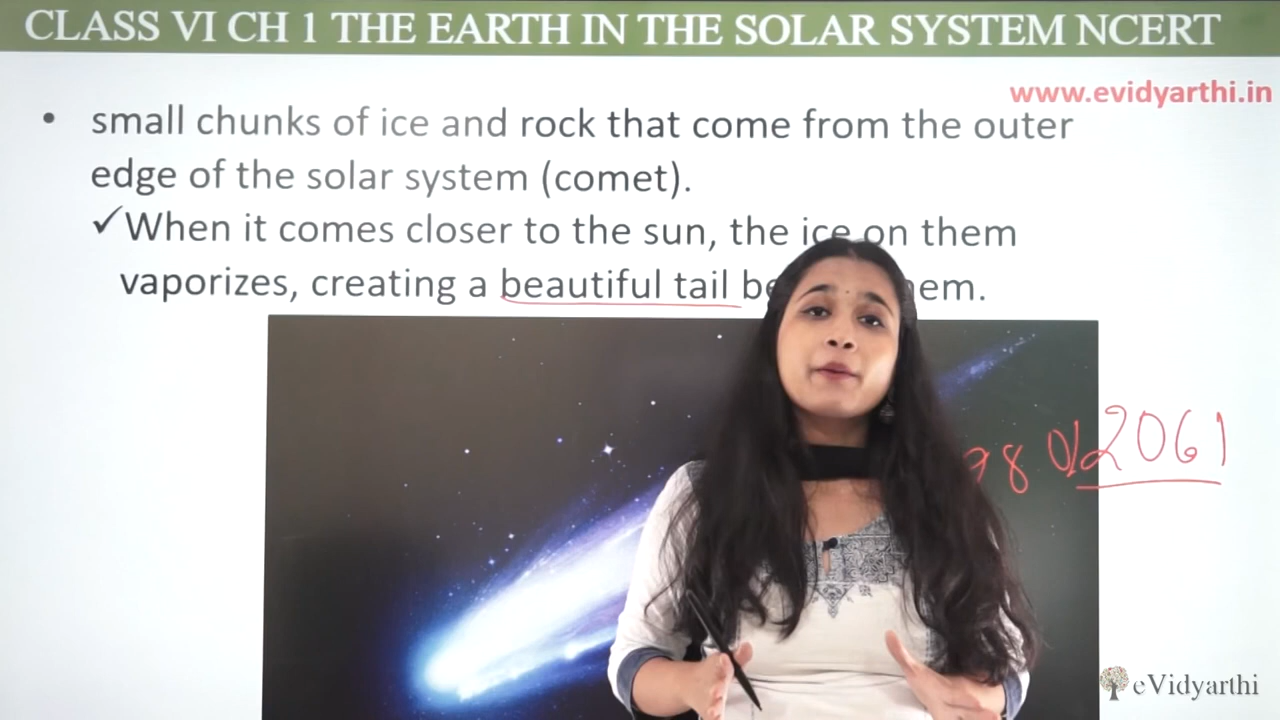 CLASS VI CH 1 THE EARTH IN THE SOLAR SYSTEM NCERT
www.evidyarthi.in
• small chunks of ice and rock that come from the outer
edge of the solar system (comet).
✓When it comes closer to the sun, the ice on them
vaporizes, creating a beautiful tail
2061
eVidyarthi